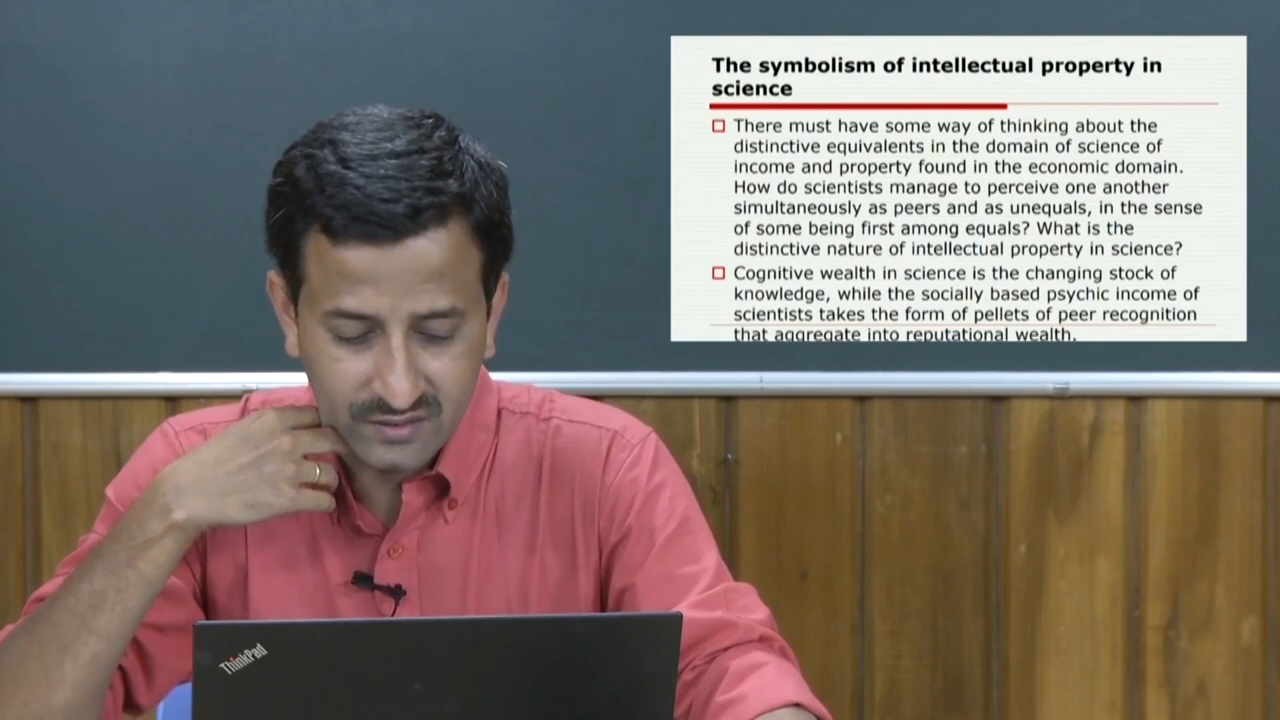 The symbolism of intellectual property in
science
There must have some way of thinking about the
distinctive equivalents in the domain of science of
income and property found in the economic domain.
How do scientists manage to perceive one another
simultaneously as peers and as unequals, in the sense
of some being first among equals? What is the
distinctive nature of intellectual property in science?
Cognitive wealth in science is the changing stock of
knowledge, while the socially based psychic income of
scientists takes the form of pellets of peer recognition
that aggregate into reputational wealth.
ThinkPad